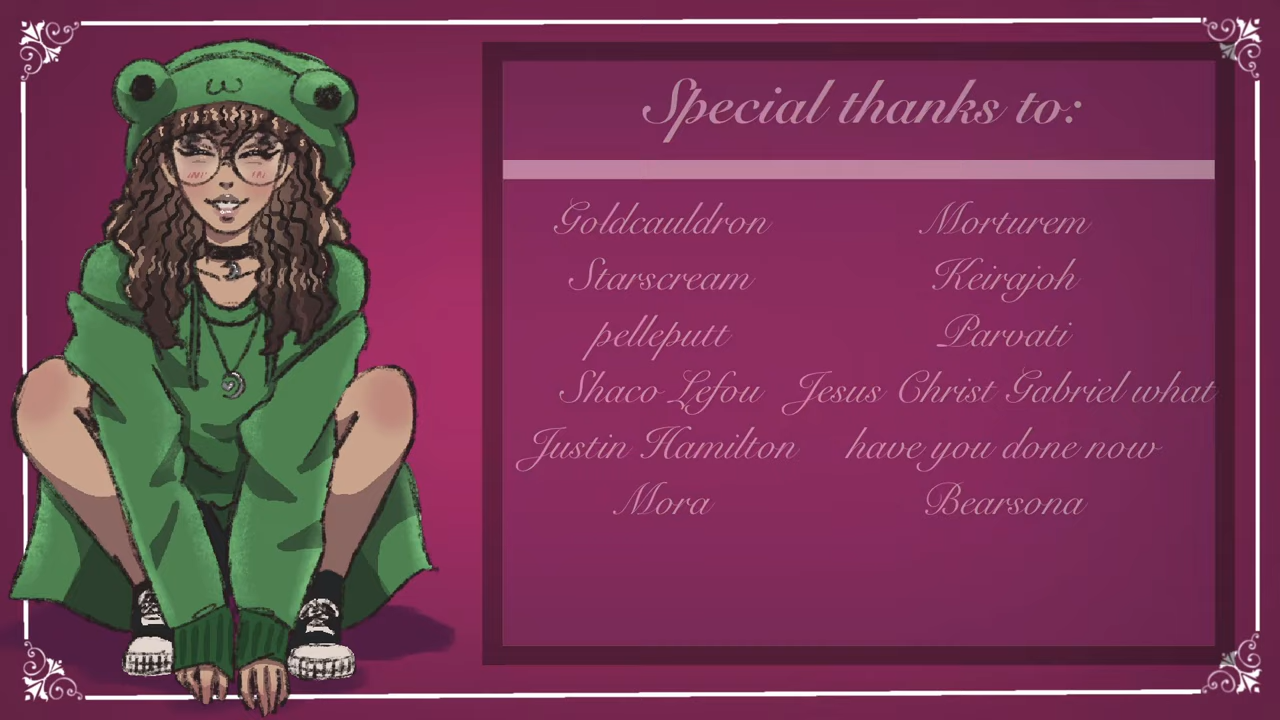 Special thanks to:
Goldcauldron
Starscream
pelleputt
Shaco Lefou
Justin Hamilton
Mora
Morturem
Keirajoh
Parvati
Jesus Christ Gabriel what
have you done now
Bearsona